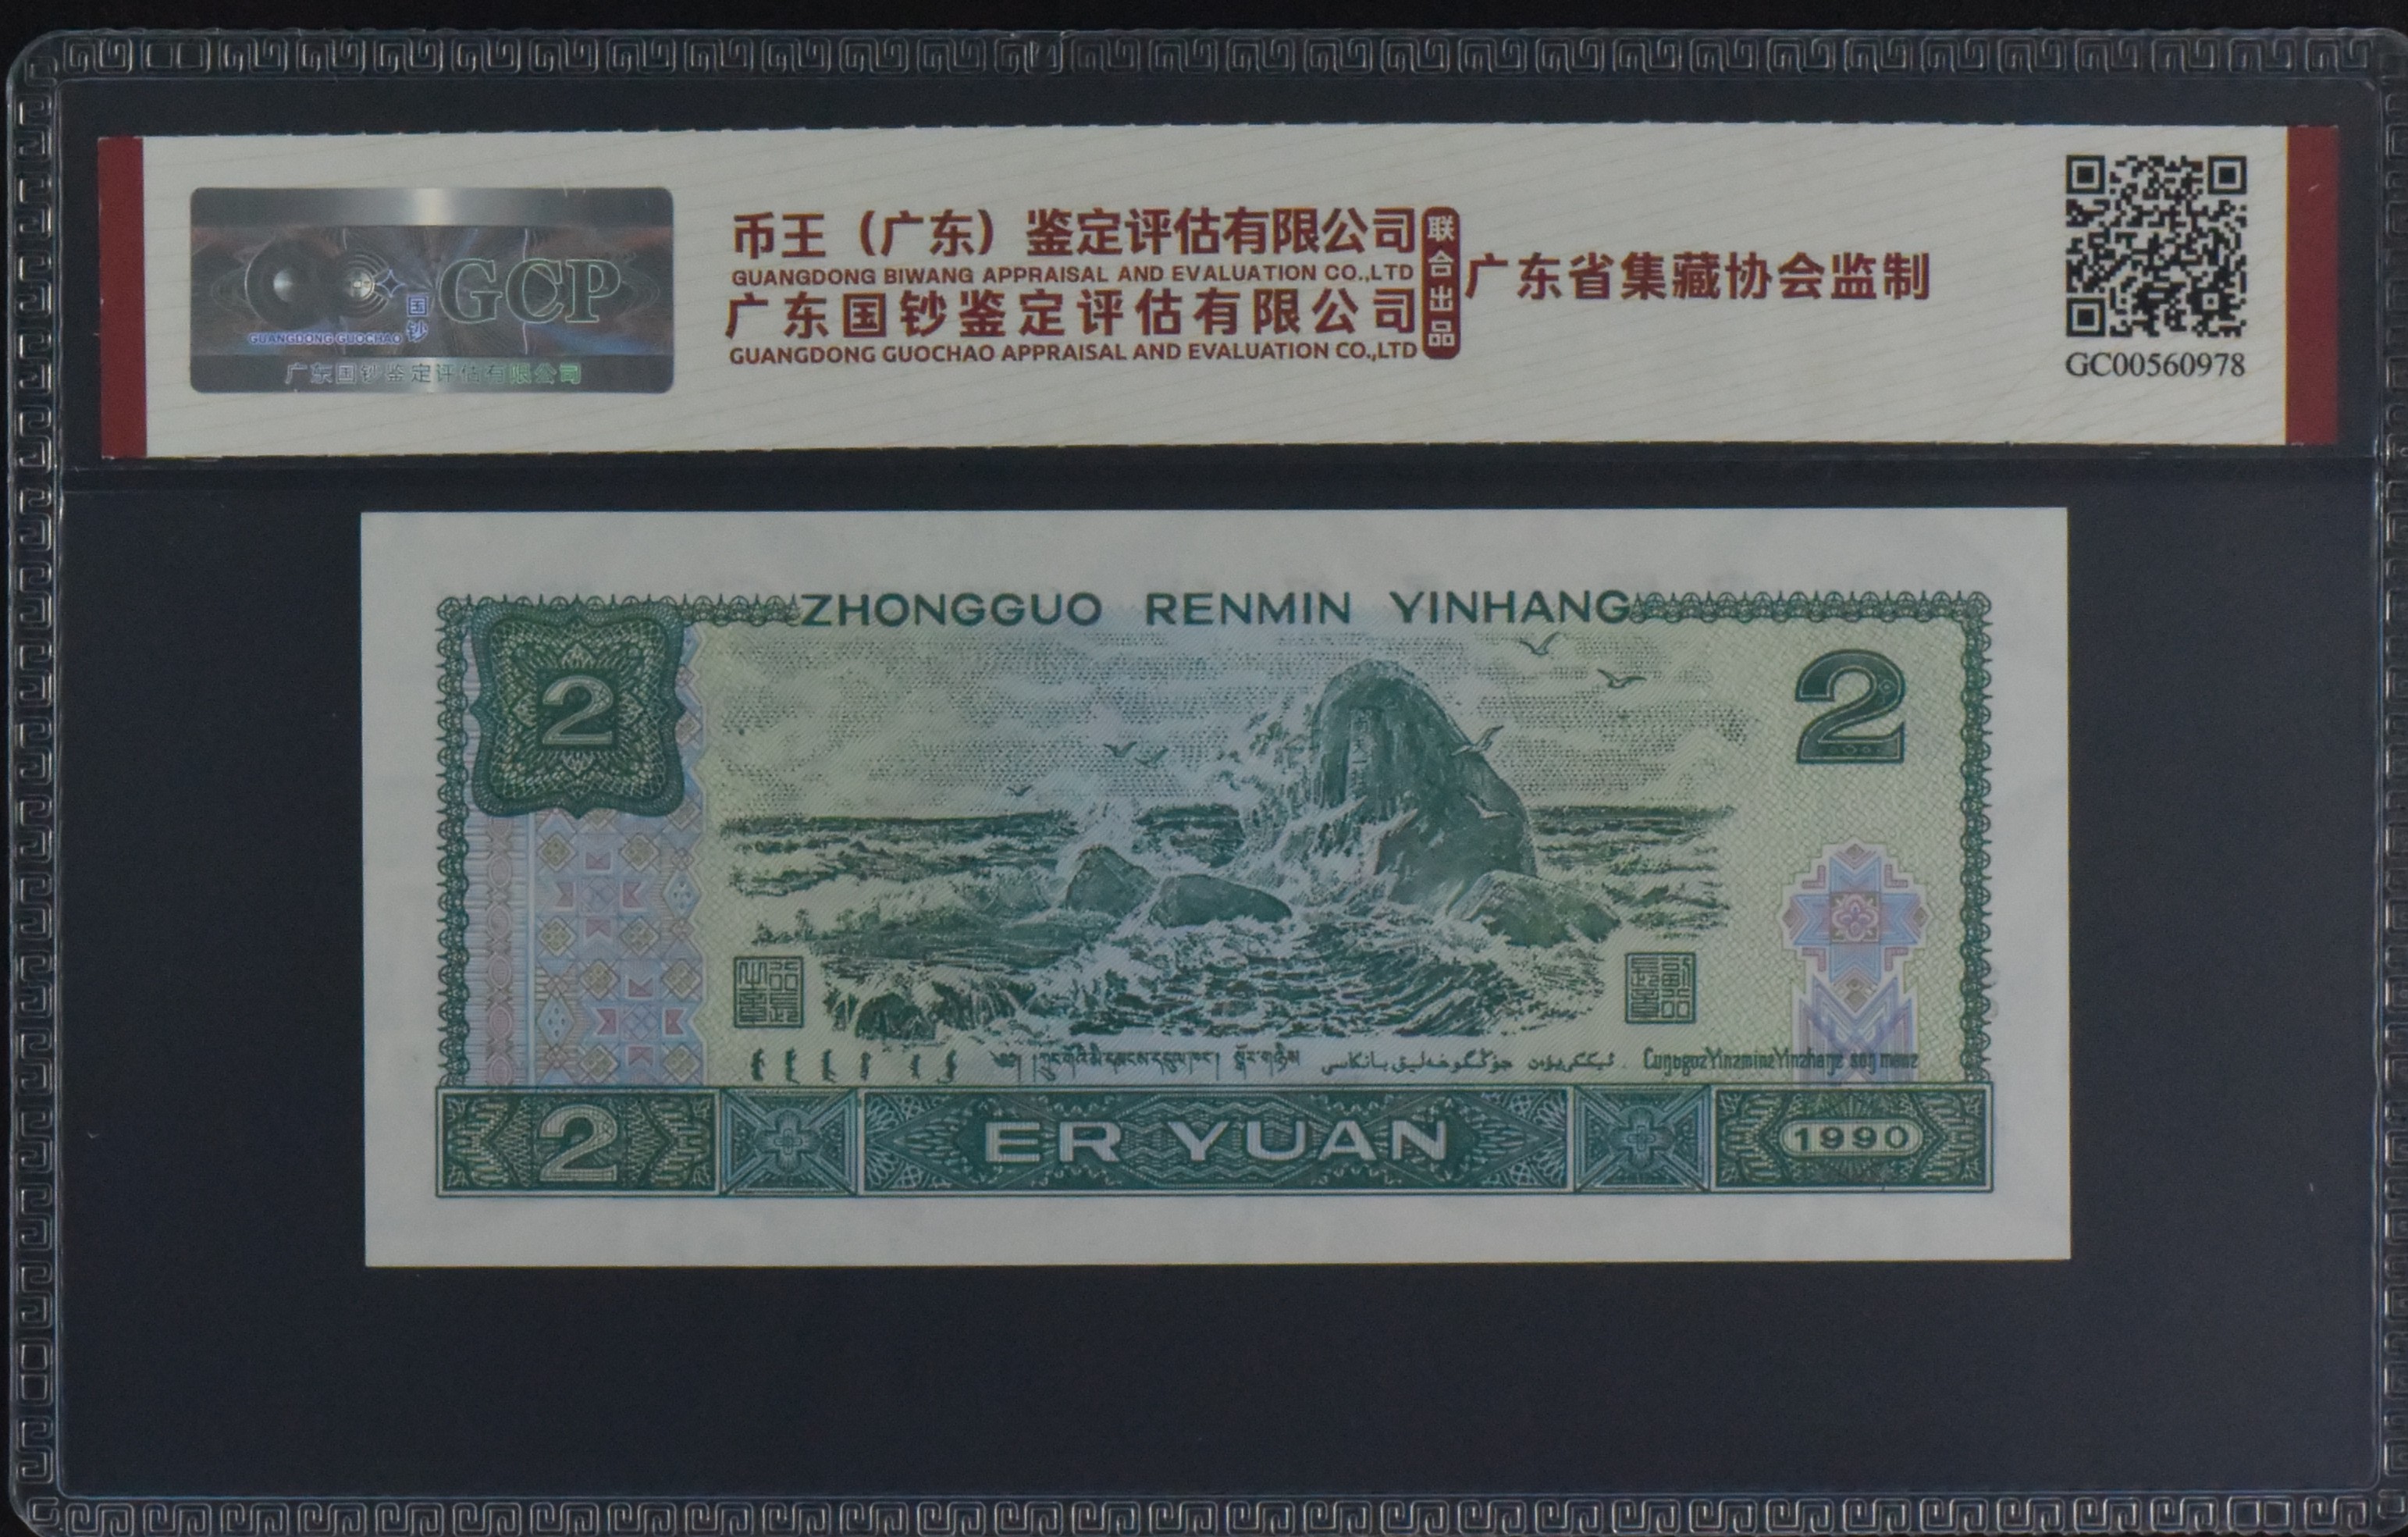 GCP
国钞
GUANGDONG GUOCHAO
广东国钞鉴定评估有限公司
币王（广东）鉴定评估有限公司
GUANGDONG BIWANG APPRAISAL AND EVALUATION CO.,LTD
广东国钞鉴定评估有限公司
GUANGDONG GUOCHAO APPRAISAL AND EVALUATION CO.,LTD
联合出品
广东省集藏协会监制
GC00560978
ZHONGGUO RENMIN YINHANG
2
2
2
ER YUAN
1990